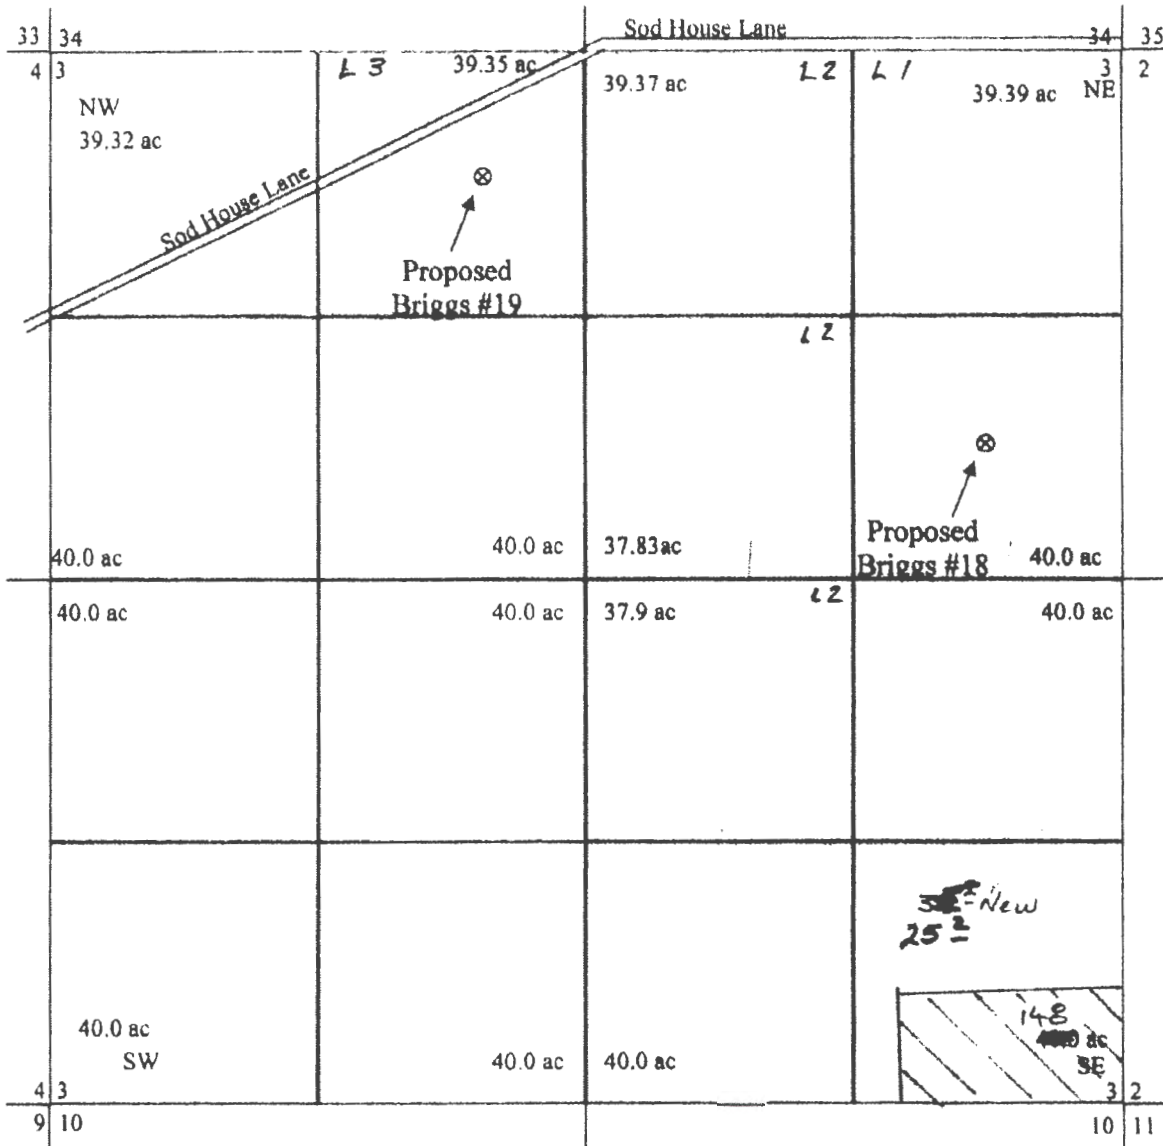 Sod House Lane
33 34
34 35
4 3
L 3
39.35 ac
39.37 ac
L2
L 1
39.39 ac
3 2
NE
NW
39.32 ac
Sod House Lane
Proposed
Briggs #19
L2
Proposed
Briggs #18
40.0 ac
40.0 ac
37.83ac
40.0 ac
40.0 ac
40.0 ac
37.9 ac
L2
40.0 ac
New
25 2
148
ac
SE
40.0 ac
SW
40.0 ac
40.0 ac
4 3
3 2
9 10
10 11